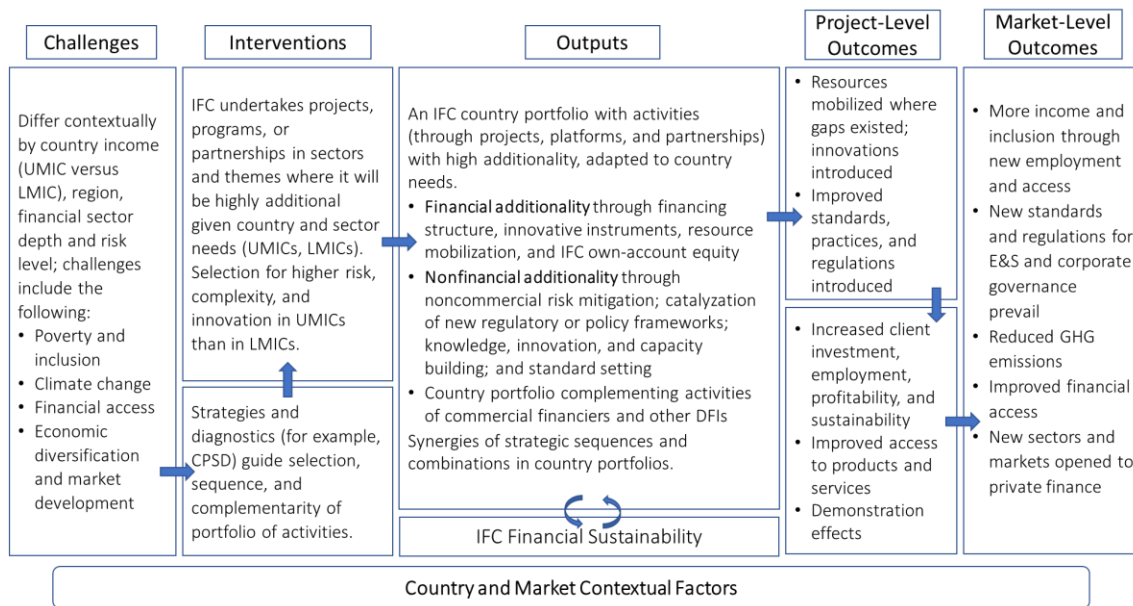 Challenges
Interventions
Outputs
Project-Level
Outcomes
Market-Level
Outcomes
Differ contextually
by country income
(UMIC versus
LMIC), region,
financial sector
depth and risk
level; challenges
include the
following:
• Poverty and
inclusion
• Climate change
• Financial access
• Economic
diversification
and market
development
IFC undertakes projects,
programs, or
partnerships in sectors
and themes where it will
be highly additional
given country and sector
needs (UMICs, LMICs).
Selection for higher risk,
complexity, and
innovation in UMICs
than in LMICs.
Strategies and
diagnostics (for example,
CPSD) guide selection,
sequence, and
complementarity of
portfolio of activities.
An IFC country portfolio with activities
(through projects, platforms, and partnerships)
with high additionality, adapted to country
needs.
• Financial additionality through financing
structure, innovative instruments, resource
mobilization, and IFC own-account equity
• Nonfinancial additionality through
noncommercial risk mitigation; catalyzation
of new regulatory or policy frameworks;
knowledge, innovation, and capacity
building; and standard setting
• Country portfolio complementing activities
of commercial financiers and other DFIs
Synergies of strategic sequences and
combinations in country portfolios.
IFC Financial Sustainability
• Resources
mobilized where
gaps existed;
innovations
introduced
• Improved
standards,
practices, and
regulations
introduced
• Increased client
investment,
employment,
profitability, and
sustainability
• Improved access
to products and
services
• Demonstration
effects
• More income and
inclusion through
new employment
and access
• New standards
and regulations for
E&S and corporate
governance
prevail
• Reduced GHG
emissions
• Improved financial
access
• New sectors and
markets opened to
private finance
Country and Market Contextual Factors